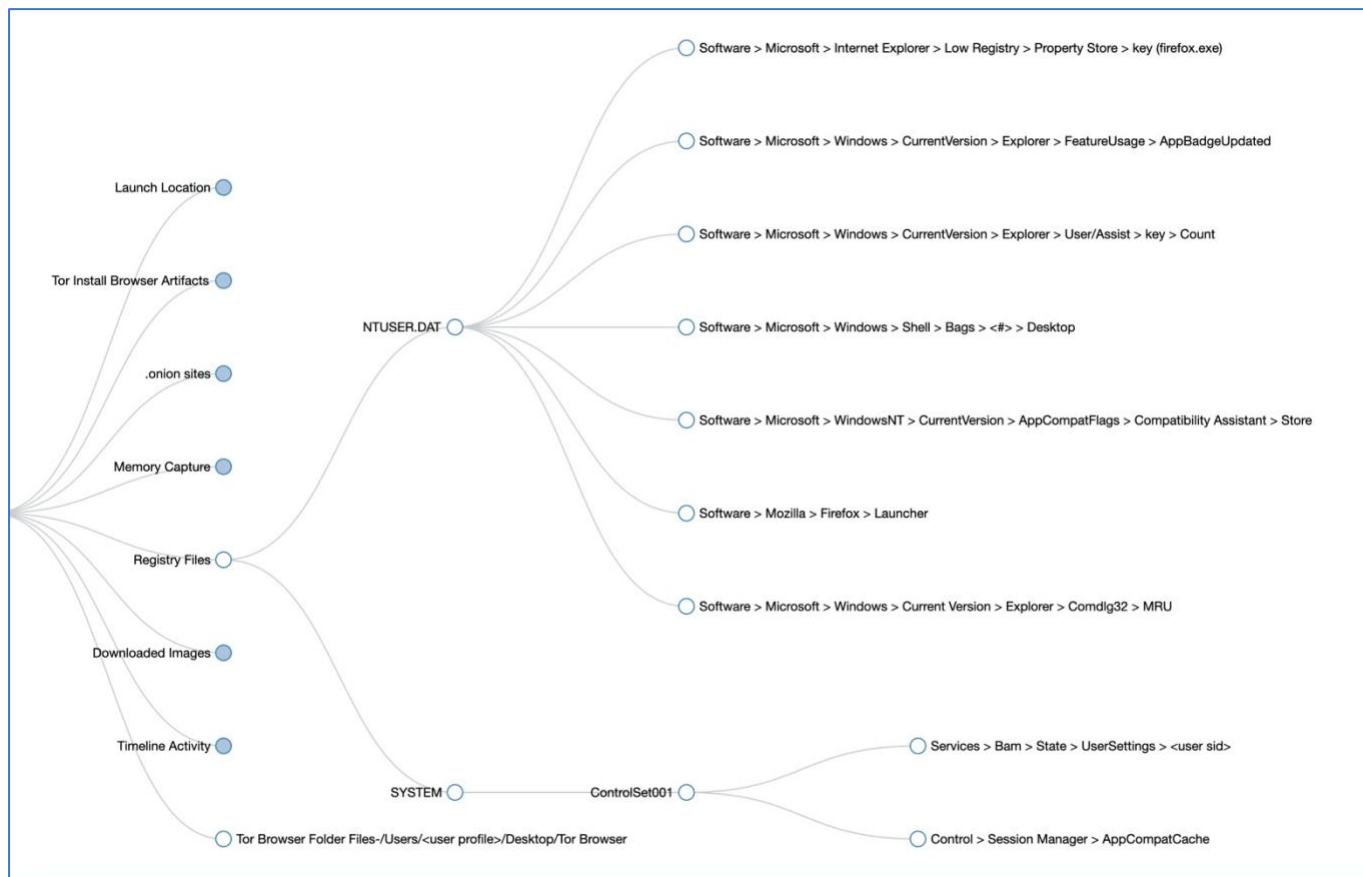 Software > Microsoft > Internet Explorer > Low Registry > Property Store > key (firefox.exe)
Software > Microsoft > Windows > CurrentVersion > Explorer > FeatureUsage > AppBadgeUpdated
Launch Location
Software > Microsoft > Windows > CurrentVersion > Explorer > User/Assist > key > Count
Tor Install Browser Artifacts
NTUSER.DAT
Software > Microsoft > Windows > Shell > Bags > <#> > Desktop
.onion sites
Software > Microsoft > WindowsNT > CurrentVersion > AppCompatFlags > Compatibility Assistant > Store
Memory Capture
Software > Mozilla > Firefox > Launcher
Registry Files
Software > Microsoft > Windows > Current Version > Explorer > Comdlg32 > MRU
Downloaded Images
Timeline Activity
Services > Bam > State > UserSettings > <user sid>
SYSTEM
ControlSet001
Tor Browser Folder Files-/Users/<user profile>/Desktop/Tor Browser
Control > Session Manager > AppCompatCache